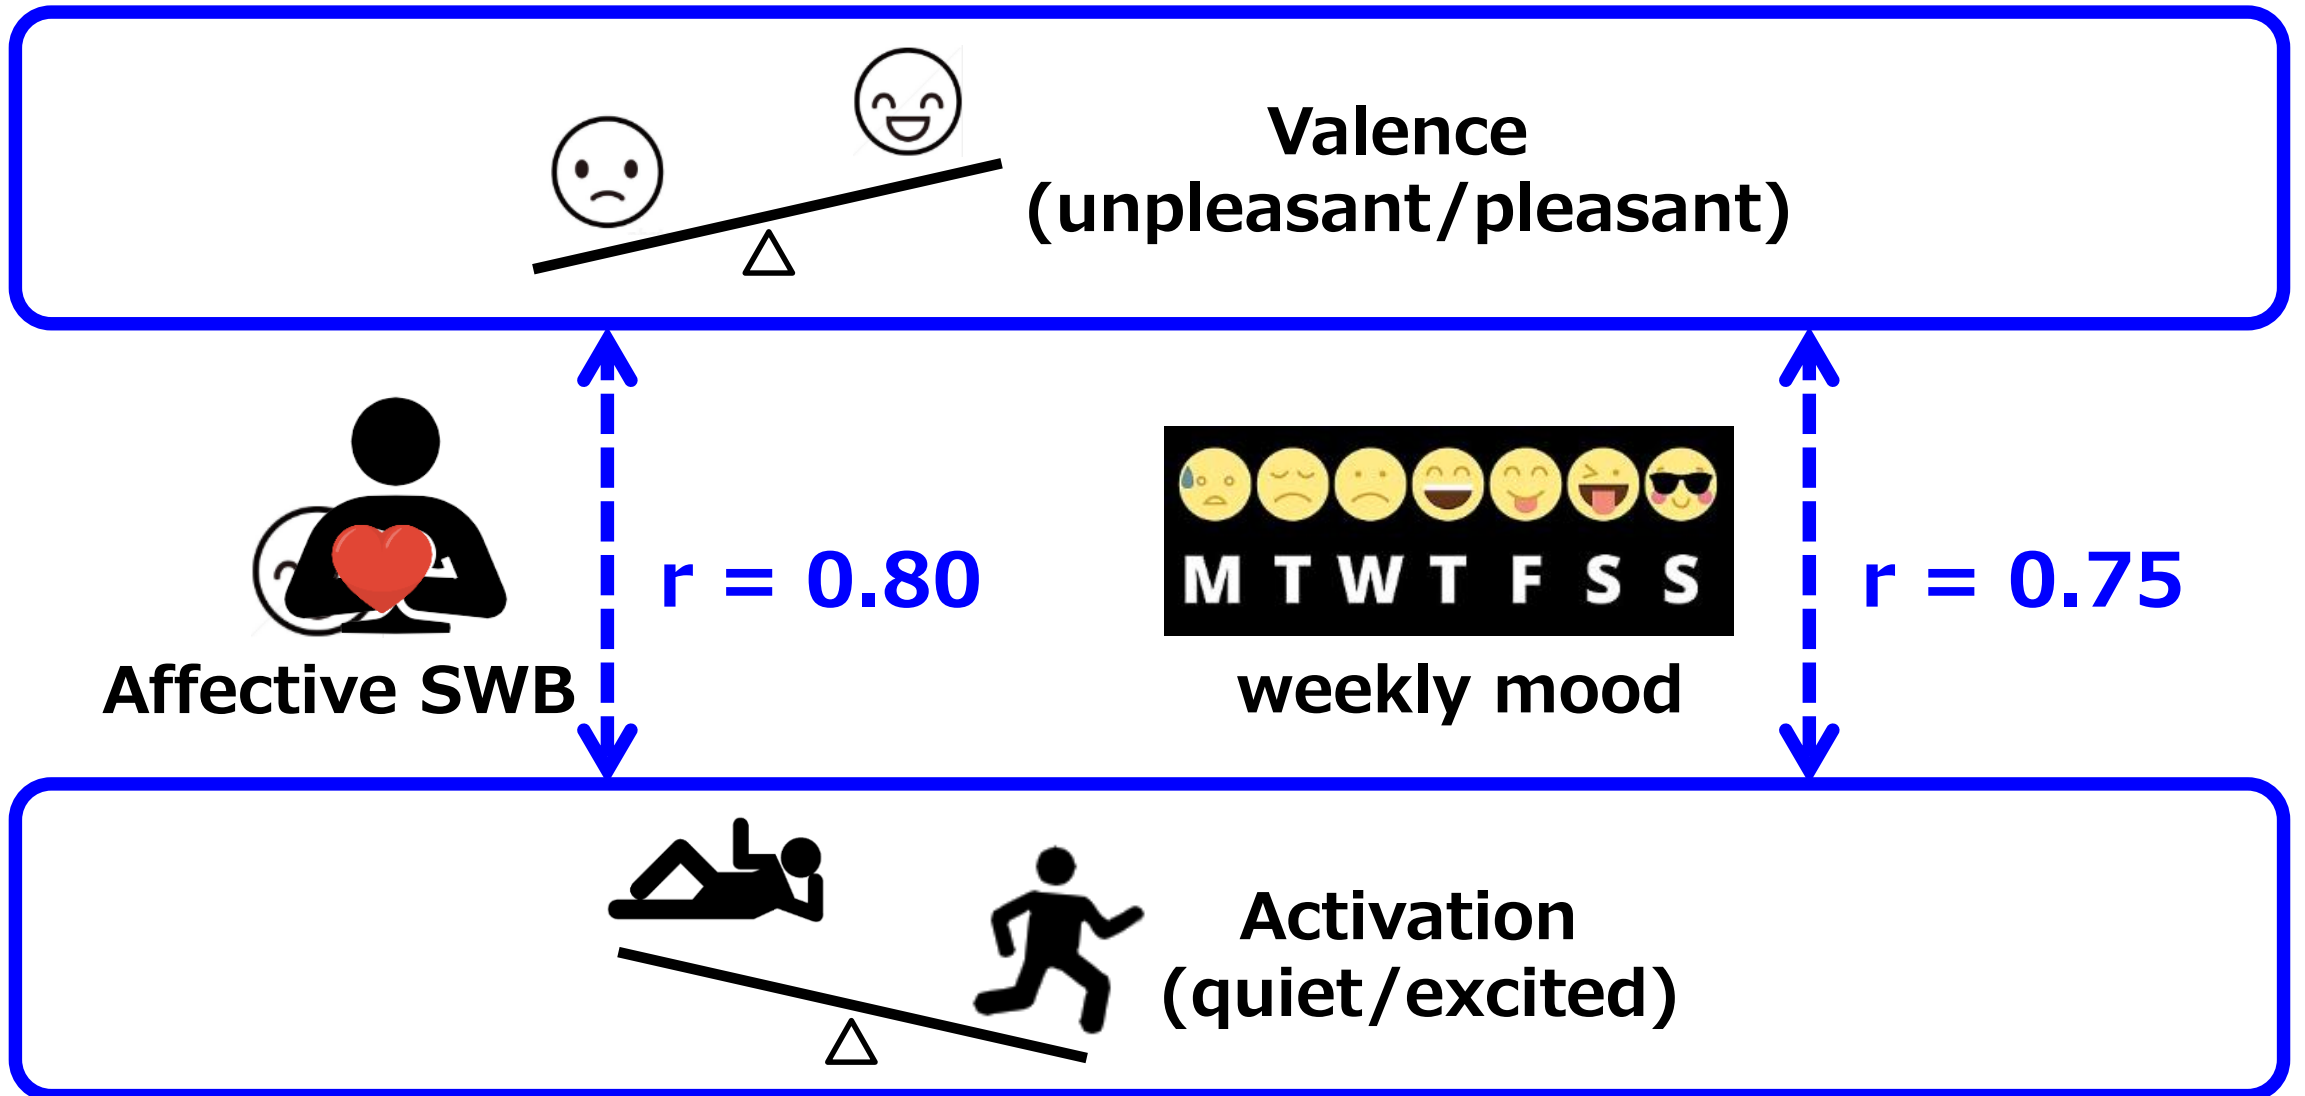 Valence
(unpleasant/pleasant)
r = 0.80
M T W T F S S
r = 0.75
Affective SWB
weekly mood
Activation
(quiet/excited)